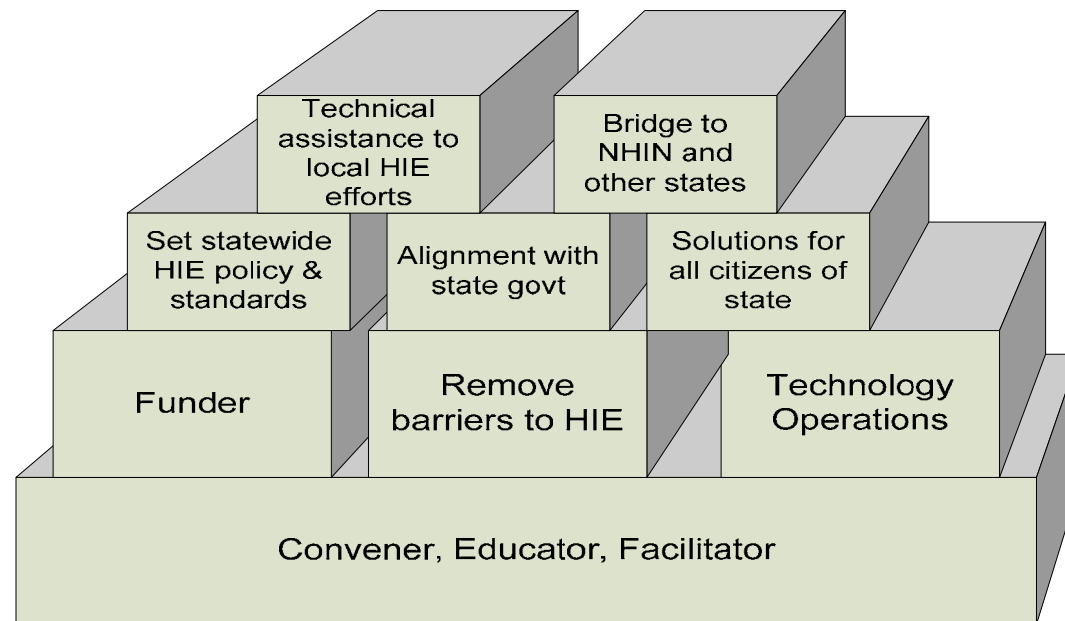 Technical
assistance to
local HIE
efforts
Bridge to
NHIN and
other states
Set statewide
HIE policy &
standards
Alignment with
state govt
Solutions for
all citizens of
state
Funder
Remove
barriers to HIE
Technology
Operations
Convener, Educator, Facilitator